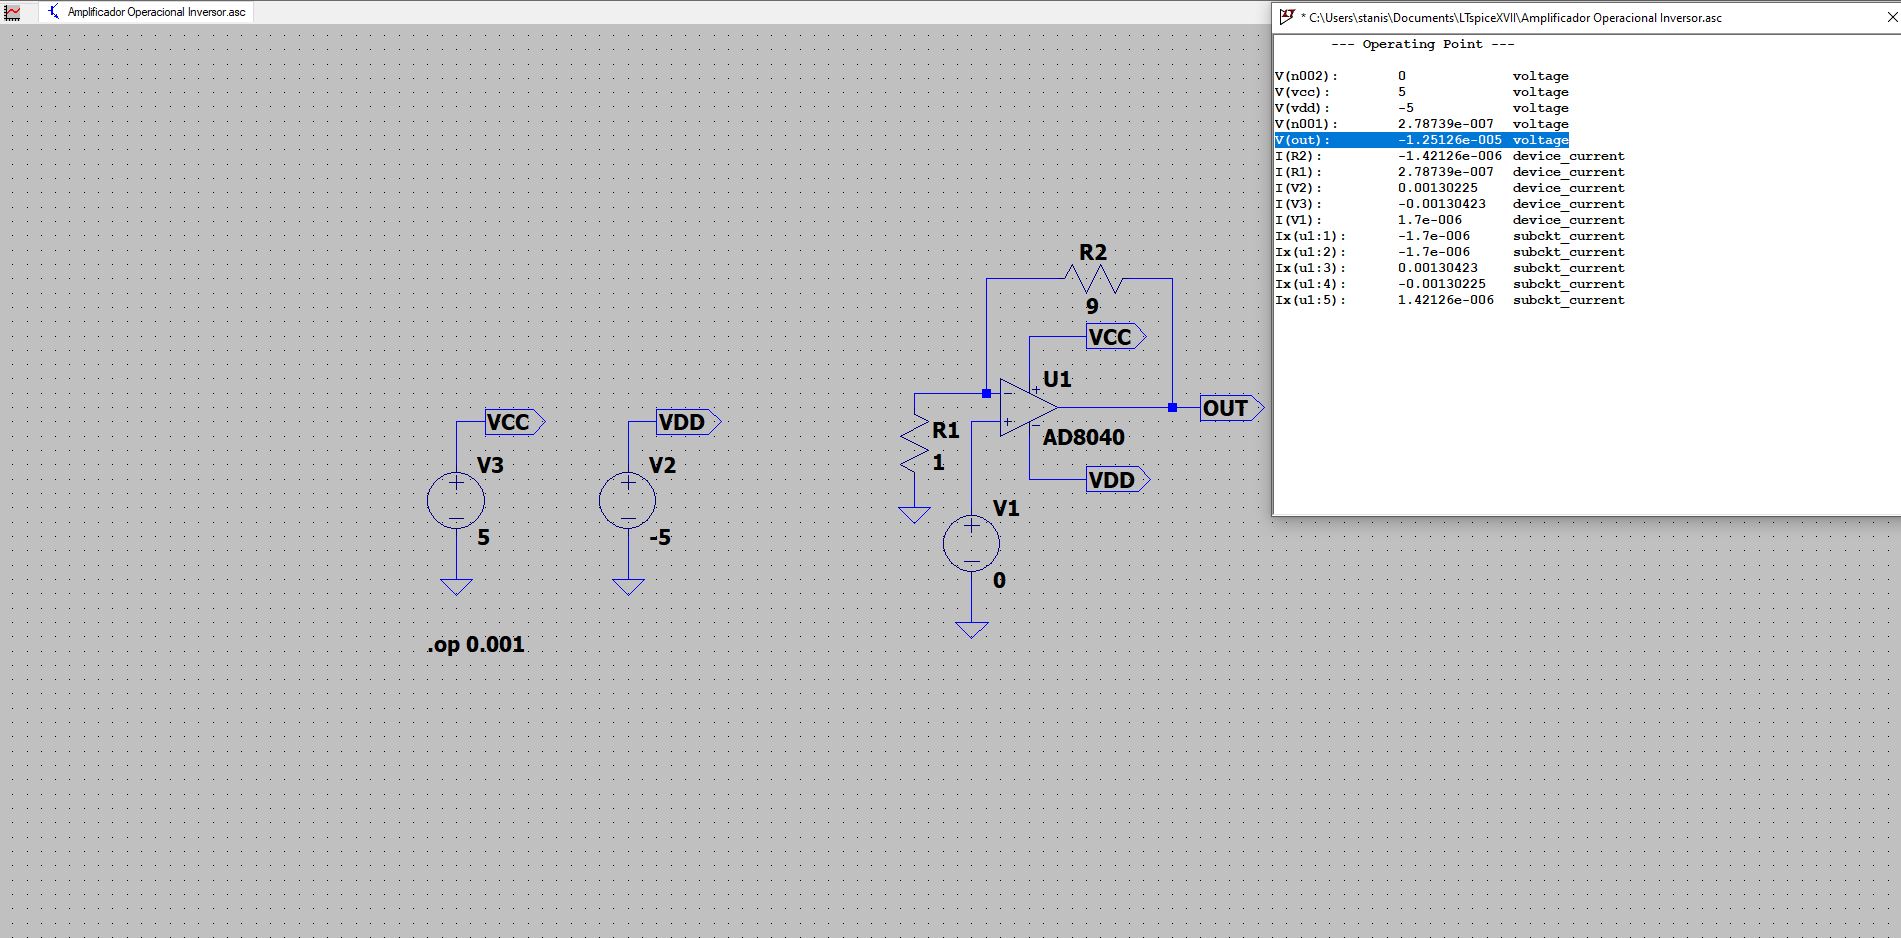 Amplificador Operacional Inversor.asc
* C:\Users\stanis\Documents\LTspiceXVII\Amplificador Operacional Inversor.asc
--- Operating Point ---
V(n002): 0 voltage
V(vcc): 5 voltage
V(vdd): -5 voltage
V(n001): 2.78739e-007 voltage
V(out): -1.25126e-005 voltage
I(R2): -1.42126e-006 device_current
I(R1): 2.78739e-007 device_current
I(V2): 0.00130225 device_current
I(V3): -0.00130423 device_current
I(V1): 1.7e-006 device_current
Ix(u1:1): -1.7e-006 subckt_current
Ix(u1:2): -1.7e-006 subckt_current
Ix(u1:3): 0.00130423 subckt_current
Ix(u1:4): -0.00130225 subckt_current
Ix(u1:5): 1.42126e-006 subckt_current
R2
9
VCC
U1
OUT
AD8040
R1
1
VDD
V1
0
VCC
V3
5
VDD
V2
-5
.op 0.001